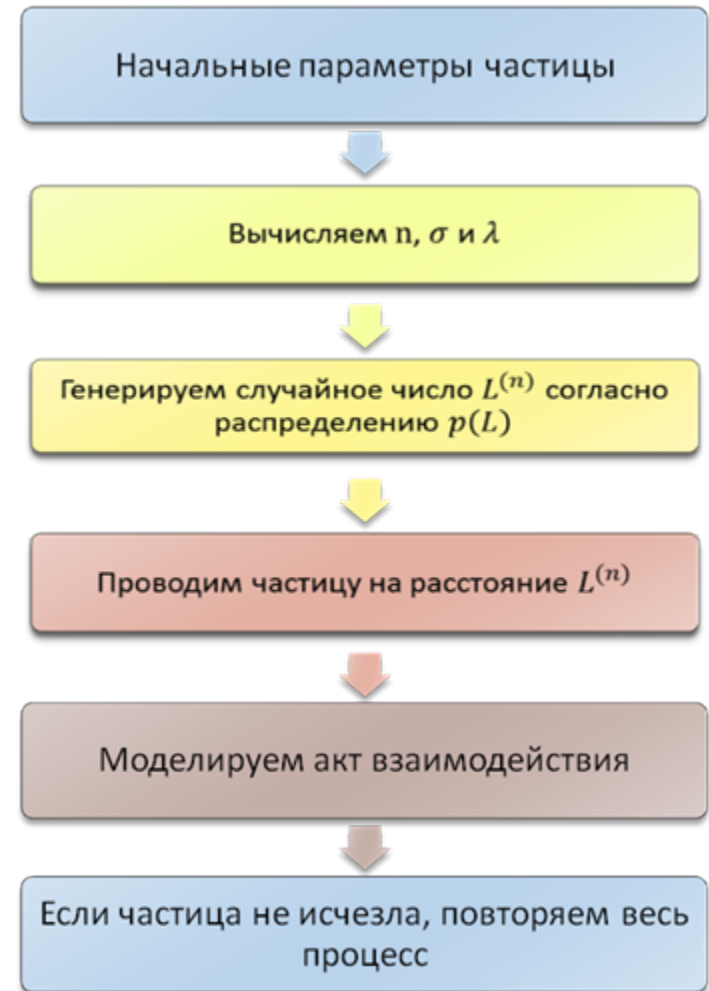 Начальные параметры частицы
Вычисляем n, σ и λ
Генерируем случайное число L⁽ⁿ⁾ согласно
распределению p(L)
Проводим частицу на расстояние L⁽ⁿ⁾
Моделируем акт взаимодействия
Если частица не исчезла, повторяем весь
процесс